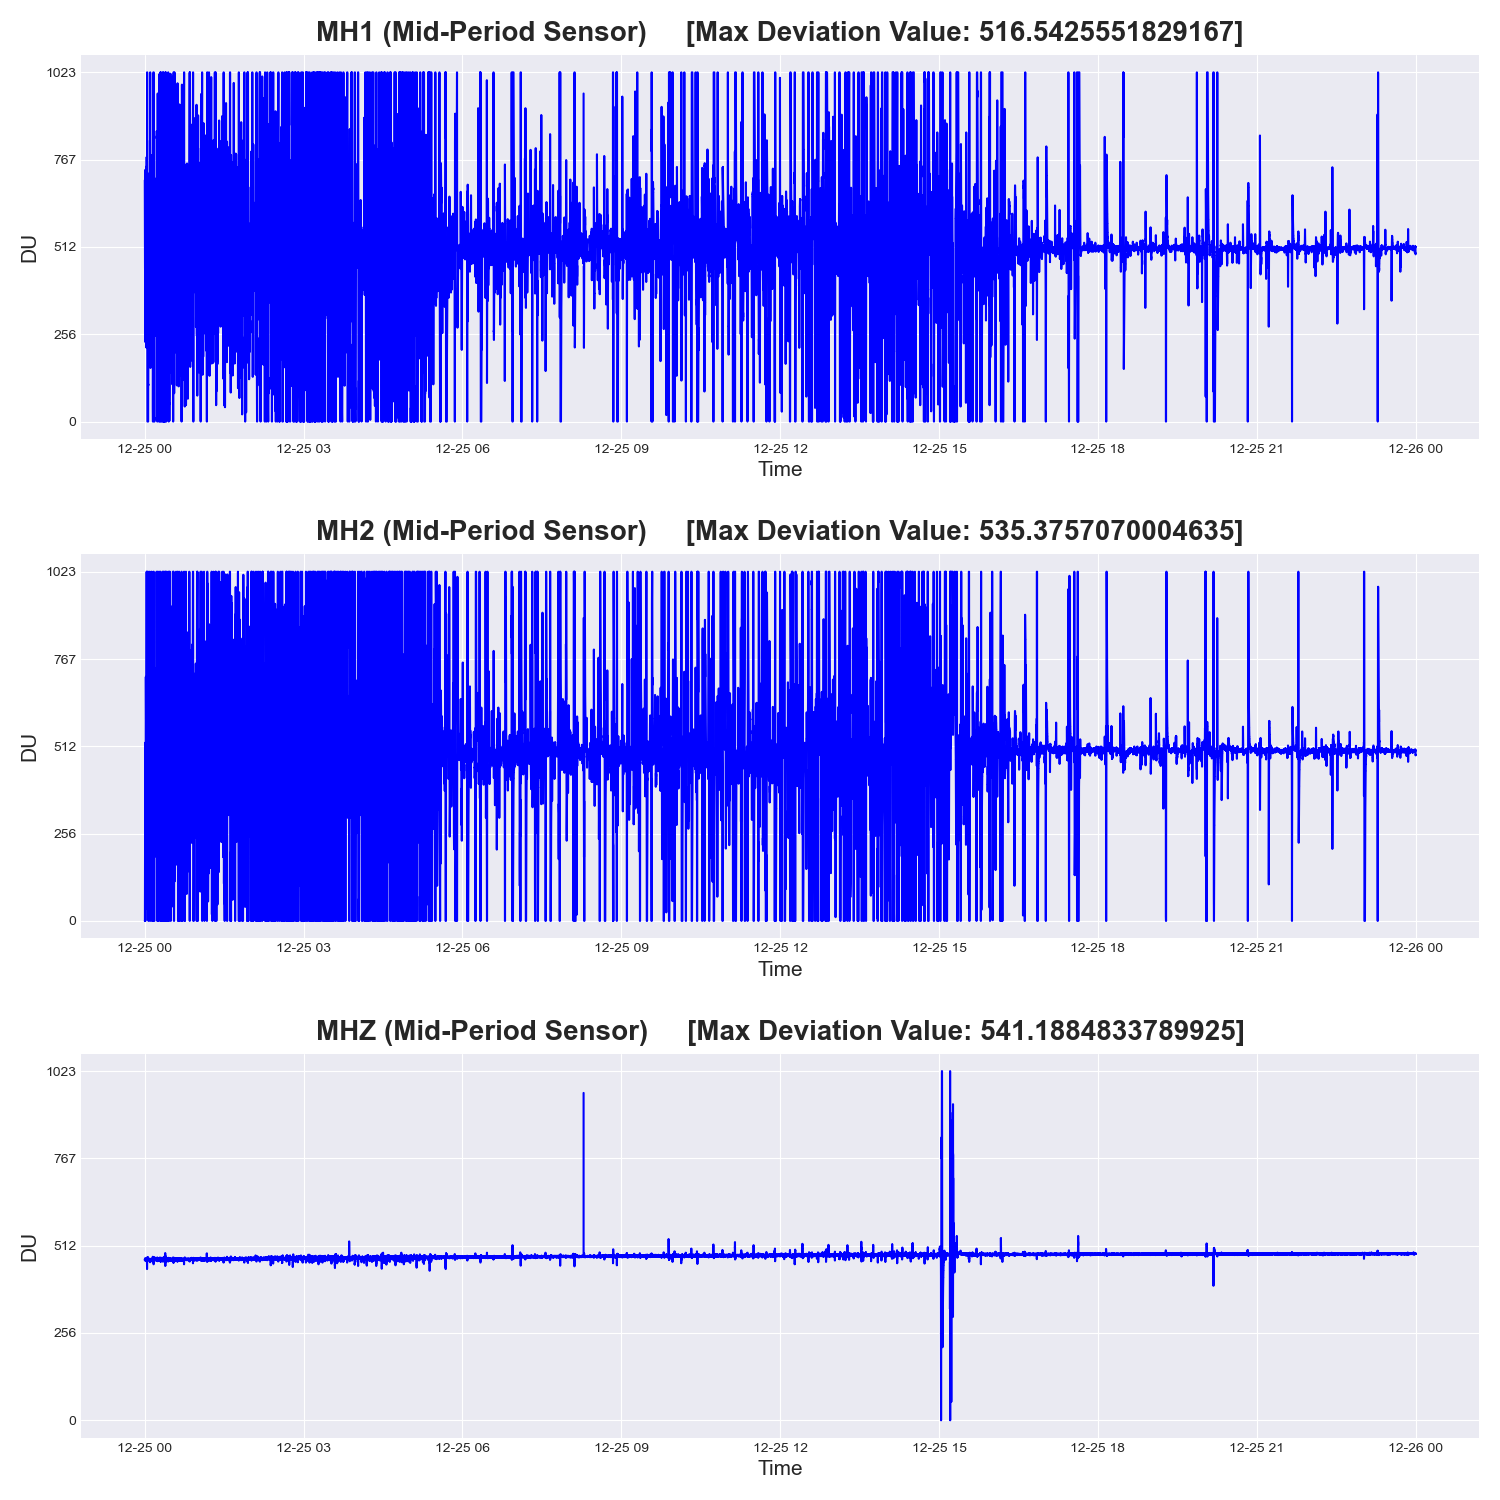 MH1 (Mid-Period Sensor) [Max Deviation Value: 516.5425551829167]
1023
767
512
256
0
DU
12-25 00 12-25 03 12-25 06 12-25 09 12-25 12 12-25 15 12-25 18 12-25 21 12-26 00
Time
MH2 (Mid-Period Sensor) [Max Deviation Value: 535.3757070004635]
1023
767
512
256
0
DU
12-25 00 12-25 03 12-25 06 12-25 09 12-25 12 12-25 15 12-25 18 12-25 21 12-26 00
Time
MHZ (Mid-Period Sensor) [Max Deviation Value: 541.1884833789925]
1023
767
512
256
0
DU
12-25 00 12-25 03 12-25 06 12-25 09 12-25 12 12-25 15 12-25 18 12-25 21 12-26 00
Time